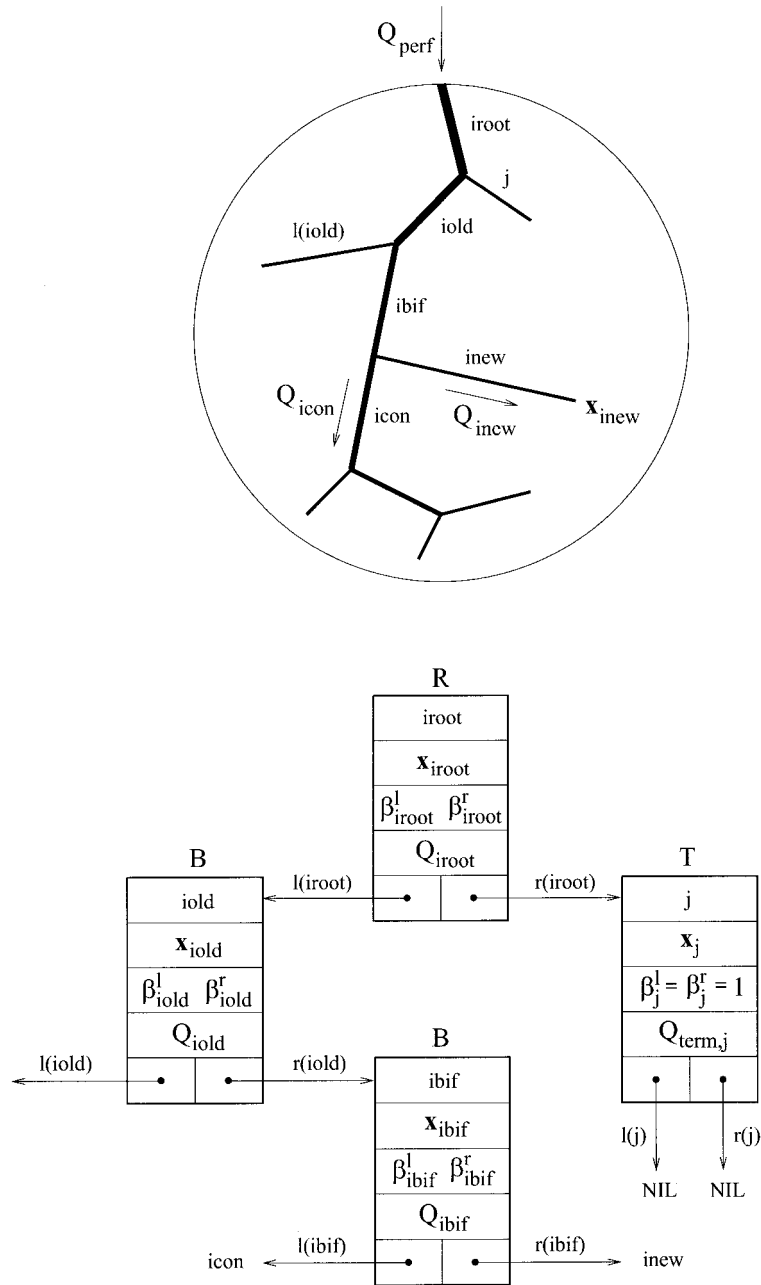 Q_perf
iroot
j
iold
l(iold)
ibif
inew
Q_icon
icon
Q_inew
x_inew
R
iroot
x_iroot
β^l_iroot β^r_iroot
Q_iroot
B
l(iroot)
r(iroot)
T
iold
x_iold
β^l_iold β^r_iold
Q_iold
j
x_j
β^l_j = β^r_j = 1
Q_term,j
l(iold)
r(iold)
B
ibif
x_ibif
β^l_ibif β^r_ibif
Q_ibif
l(j)
r(j)
NIL NIL
icon
l(ibif)
r(ibif)
inew